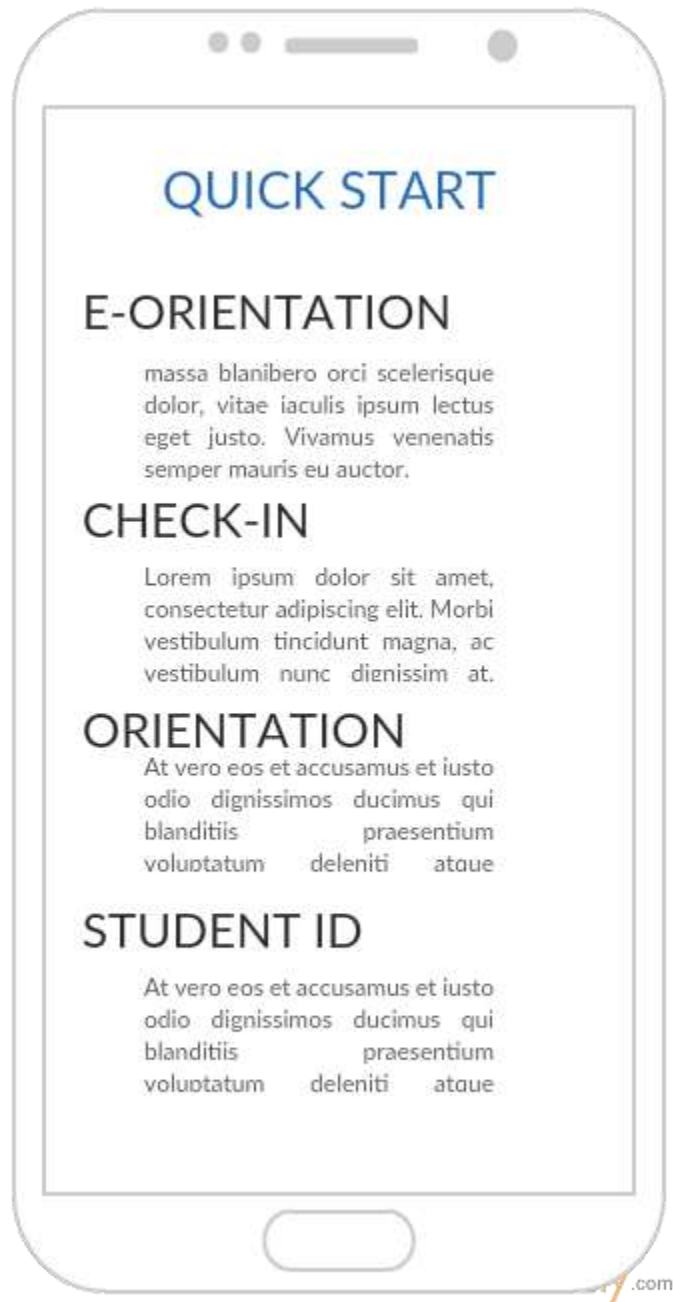 QUICK START
E-ORIENTATION
massa blanibero orci scelerisque
dolor, vitae iaculis ipsum lectus
eget justo. Vivamus venenatis
semper mauris eu auctor.
CHECK-IN
Lorem ipsum dolor sit amet,
consectetur adipiscing elit. Morbi
vestibulum tincidunt magna, ac
vestibulum nunc dignissim at.
ORIENTATION
At vero eos et accusamus et iusto
odio dignissimos ducimus qui
blanditiis praesentium
voluptatum deleniti atque
STUDENT ID
At vero eos et accusamus et iusto
odio dignissimos ducimus qui
blanditiis praesentium
voluptatum deleniti atque
.com